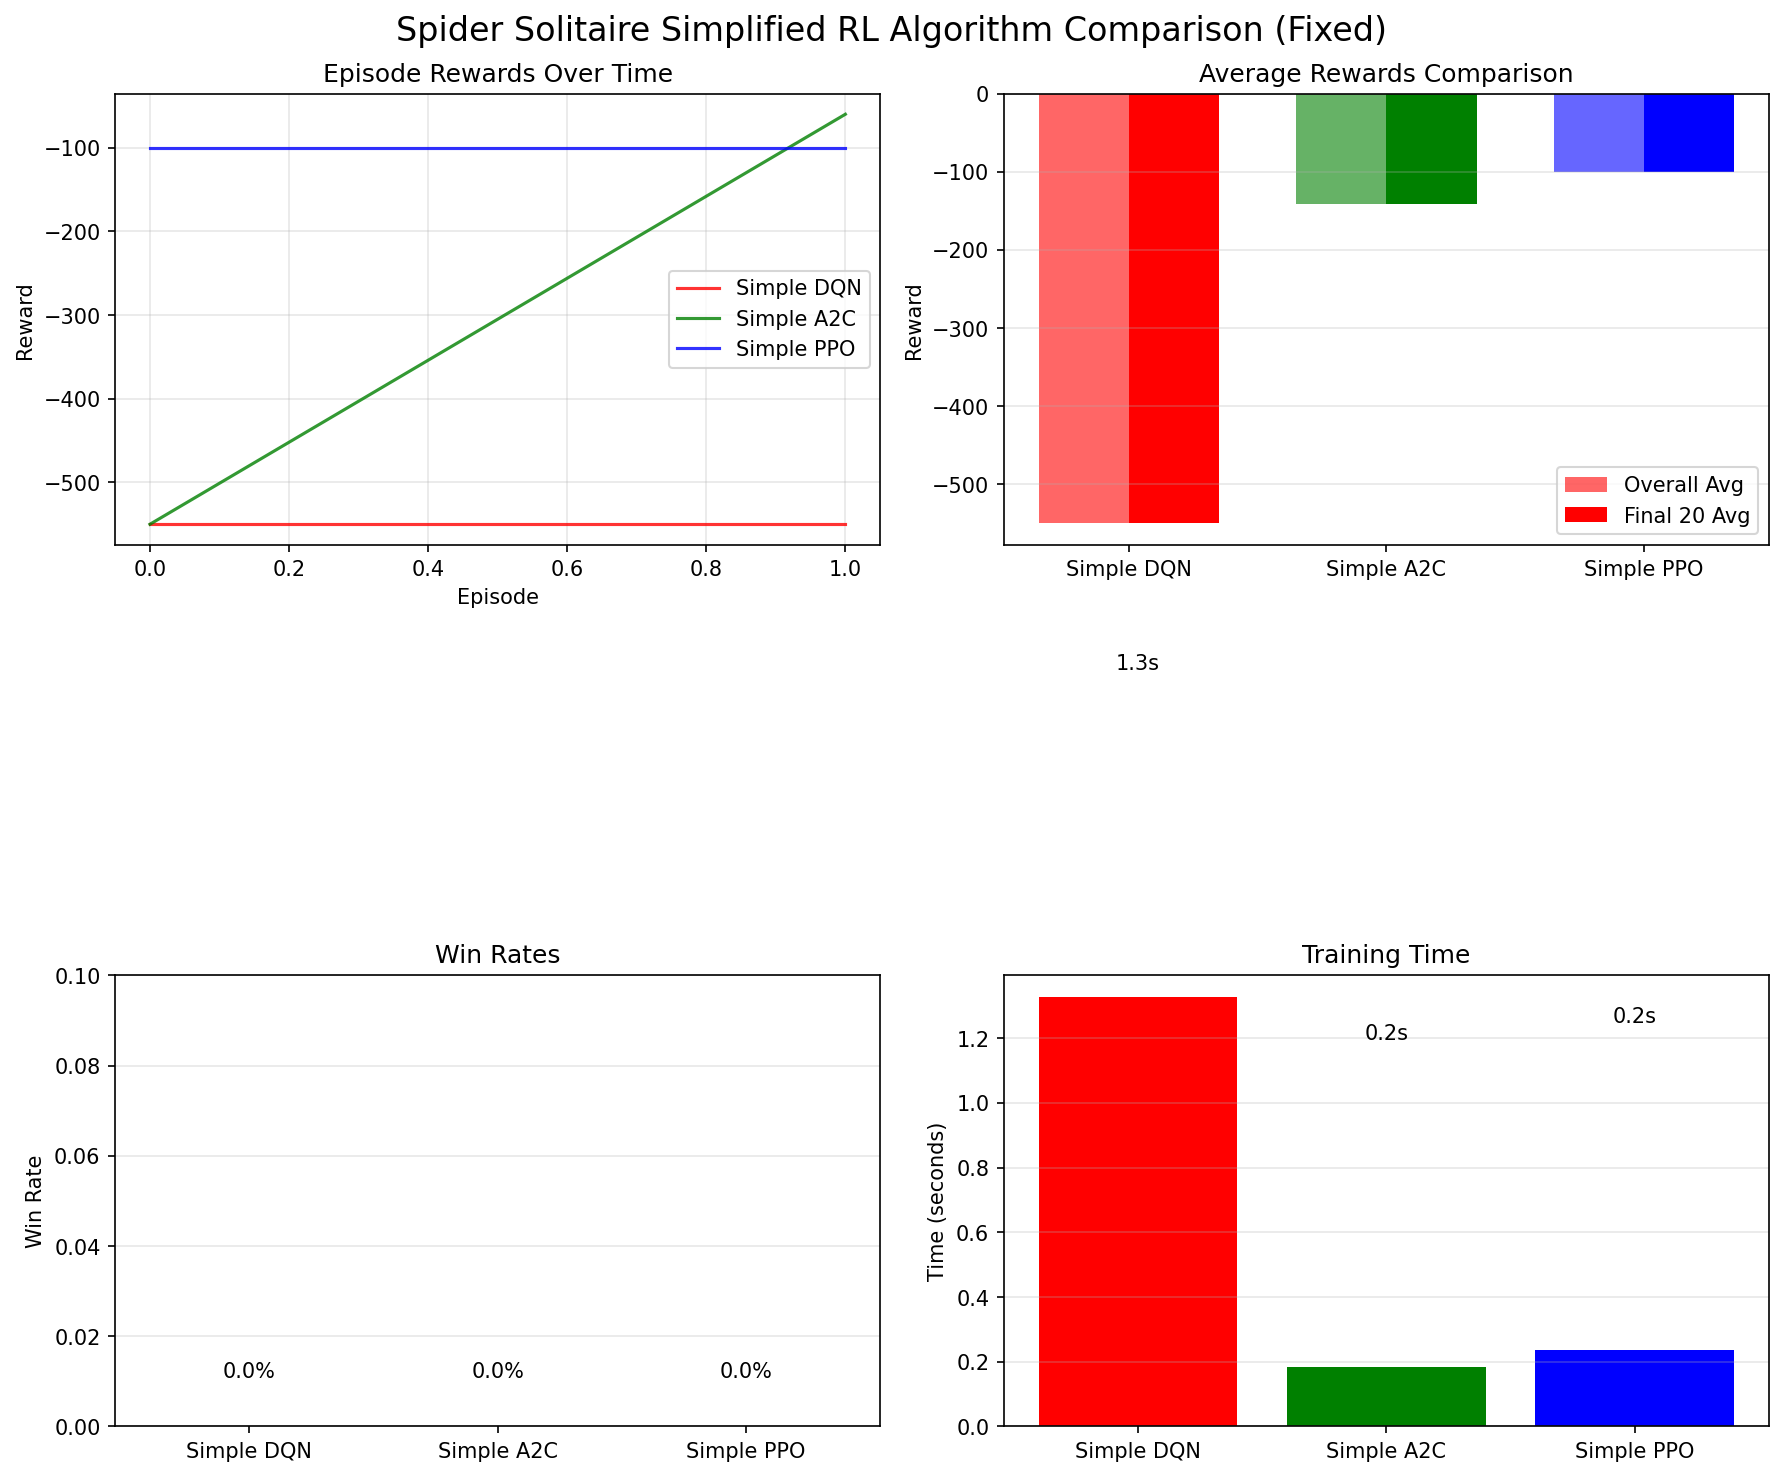 Spider Solitaire Simplified RL Algorithm Comparison (Fixed)
Episode Rewards Over Time
Reward
−100
−200
−300
−400
−500
Simple DQN
Simple A2C
Simple PPO
0.0 0.2 0.4 0.6 0.8 1.0
Episode
Average Rewards Comparison
Reward
0
−100
−200
−300
−400
−500
Overall Avg
Final 20 Avg
Simple DQN Simple A2C Simple PPO
Win Rates
Win Rate
0.10
0.08
0.06
0.04
0.02
0.00
0.0% 0.0% 0.0%
Simple DQN Simple A2C Simple PPO
1.3s
Training Time
Time (seconds)
0.2s
0.2s
1.2
1.0
0.8
0.6
0.4
0.2
0.0
Simple DQN Simple A2C Simple PPO